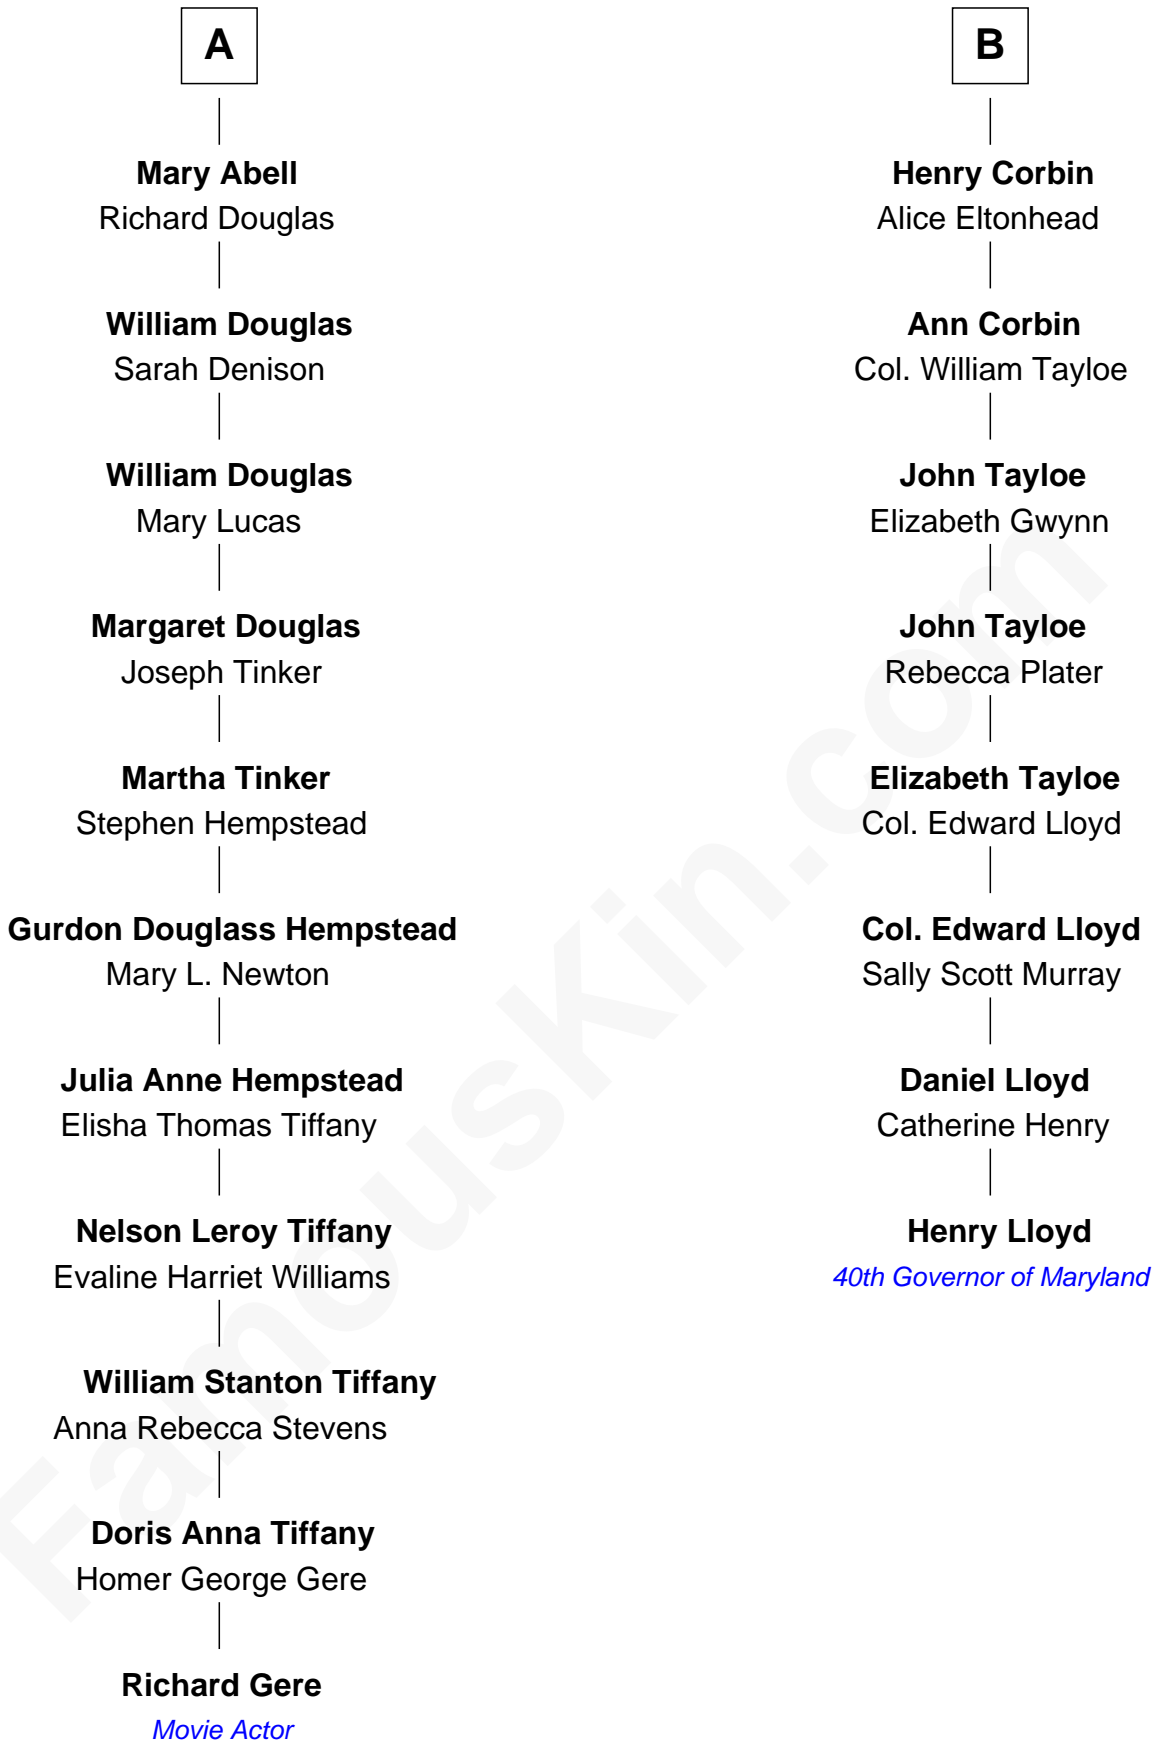 A
Mary Abell
Richard Douglas
William Douglas
Sarah Denison
William Douglas
Mary Lucas
Margaret Douglas
Joseph Tinker
Martha Tinker
Stephen Hempstead
Gurdon Douglass Hempstead
Mary L. Newton
Julia Anne Hempstead
Elisha Thomas Tiffany
Nelson Leroy Tiffany
Evaline Harriet Williams
William Stanton Tiffany
Anna Rebecca Stevens
Doris Anna Tiffany
Homer George Gere
Richard Gere
Movie Actor
B
Henry Corbin
Alice Eltonhead
Ann Corbin
Col. William Tayloe
John Tayloe
Elizabeth Gwynn
John Tayloe
Rebecca Plater
Elizabeth Tayloe
Col. Edward Lloyd
Col. Edward Lloyd
Sally Scott Murray
Daniel Lloyd
Catherine Henry
Henry Lloyd
40th Governor of Maryland
FamousKin.com